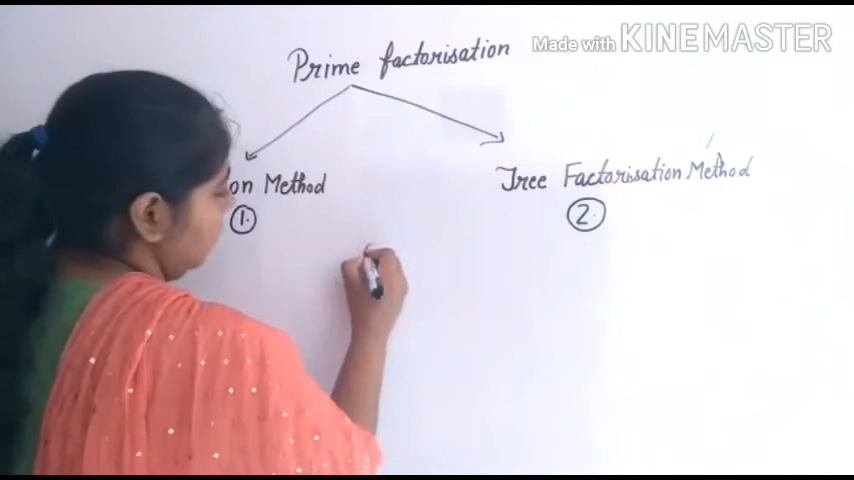 Made with KINEMASTER
Prime factorisation
on Method
Tree Factorisation Method
1.
2.